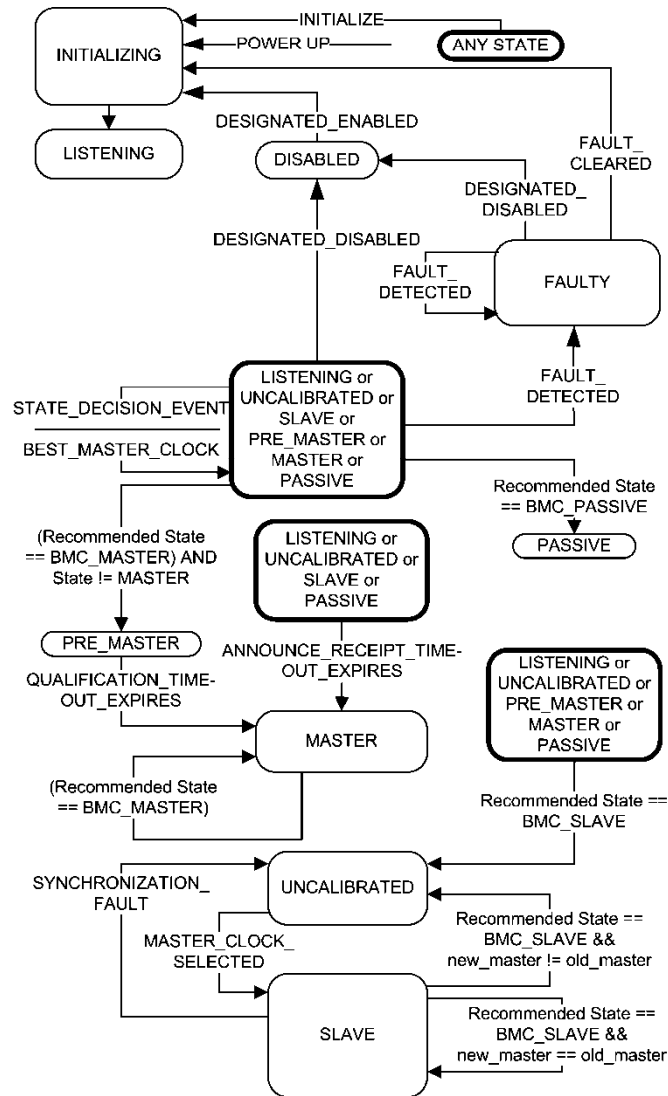 INITIALIZE
ANY STATE
POWER UP
INITIALIZING
LISTENING
DESIGNATED_ENABLED
DISABLED
FAULT_
CLEARED
DESIGNATED_
DISABLED
DESIGNATED_DISABLED
FAULT_
DETECTED
FAULTY
FAULT_
DETECTED
LISTENING or
UNCALIBRATED or
SLAVE or
PRE_MASTER or
MASTER or
PASSIVE
STATE_DECISION_EVENT
BEST_MASTER_CLOCK
Recommended State
== BMC_PASSIVE
PASSIVE
(Recommended State
== BMC_MASTER) AND
State != MASTER
LISTENING or
UNCALIBRATED or
SLAVE or
PASSIVE
PRE_MASTER
ANNOUNCE_RECEIPT_TIME-
OUT_EXPIRES
QUALIFICATION_TIME-
OUT_EXPIRES
LISTENING or
UNCALIBRATED or
PRE_MASTER or
MASTER or
PASSIVE
MASTER
(Recommended State
== BMC_MASTER)
Recommended State ==
BMC_SLAVE
SYNCHRONIZATION_
FAULT
UNCALIBRATED
MASTER_CLOCK_
SELECTED
Recommended State ==
BMC_SLAVE &&
new_master != old_master
SLAVE
Recommended State ==
BMC_SLAVE &&
new_master == old_master